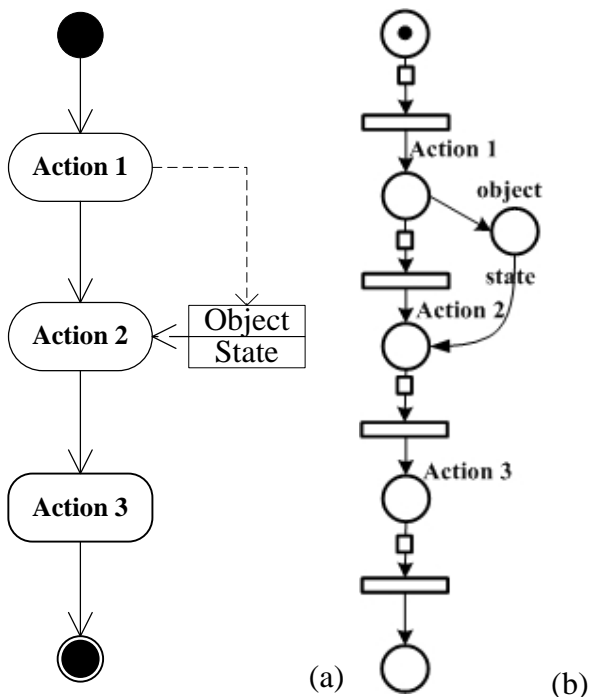 Action 1
Action 2
Object
State
Action 3
(a)
Action 1
object
state
Action 2
Action 3
(b)